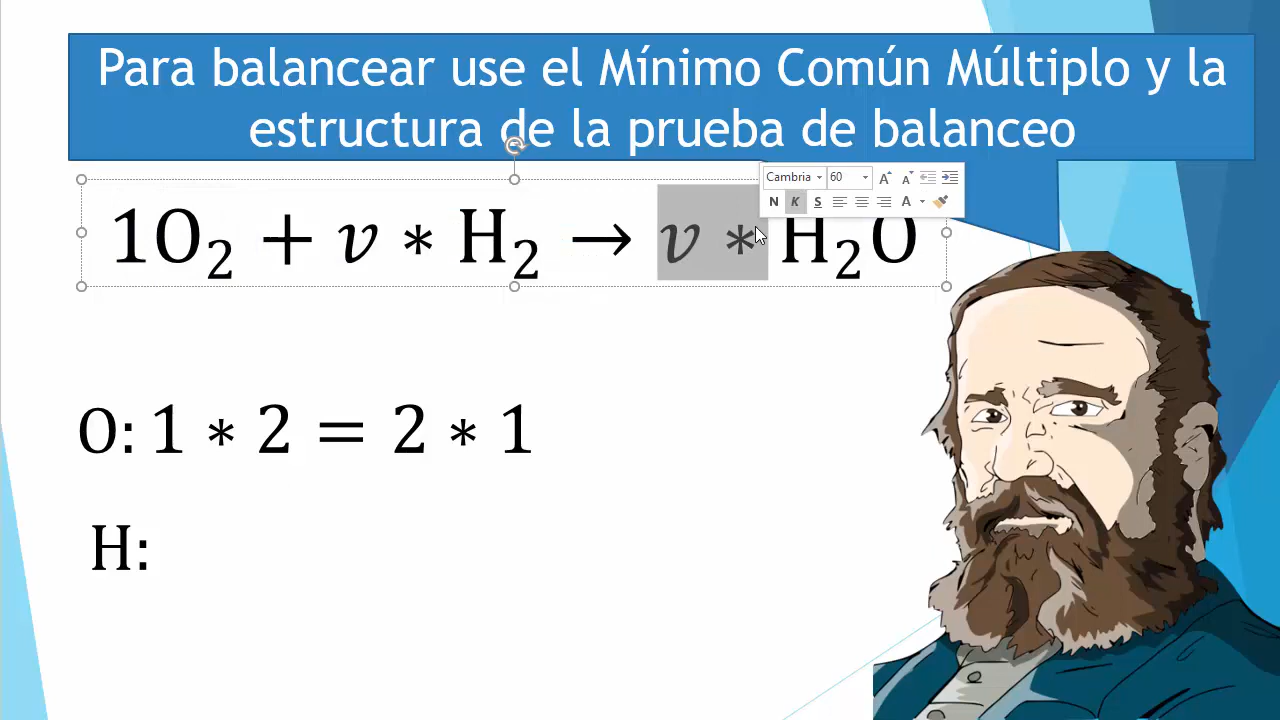 Para balancear use el Mínimo Común Múltiplo y la
estructura de la prueba de balanceo
Cambria 60
N K S A
1O₂ + v * H₂ → v * H₂O
O: 1 * 2 = 2 * 1
H: